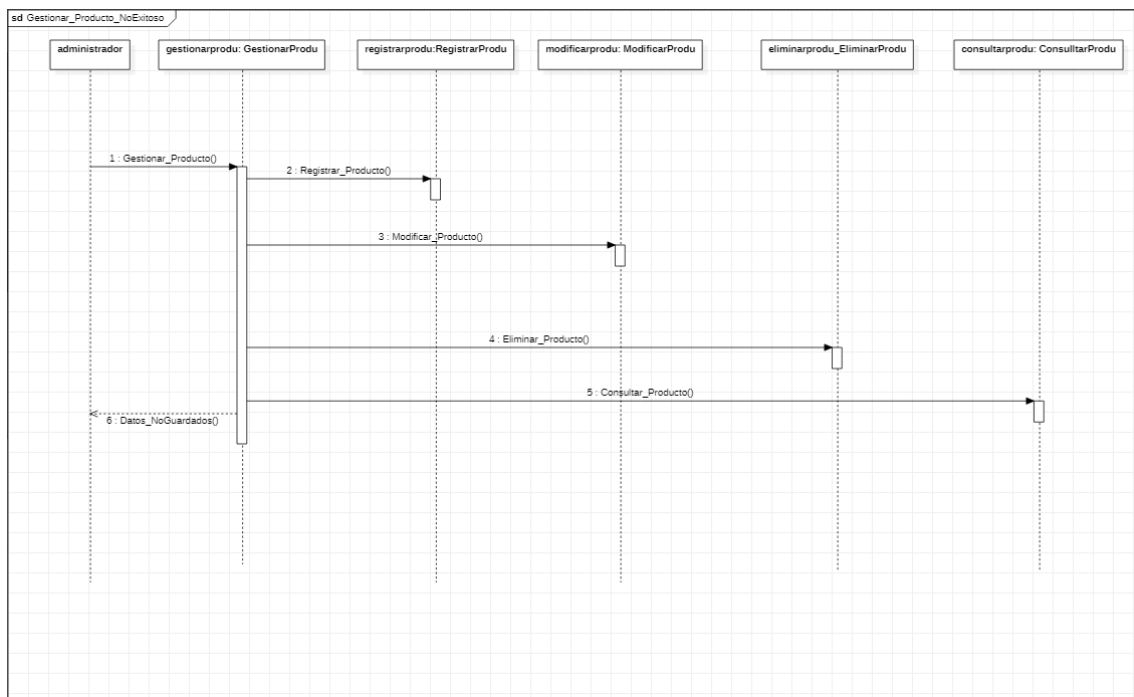 sd Gestionar_Producto_NoExitoso
administrador
gestionarprodu: GestionarProdu
registrarprodu:RegistrarProdu
modificarprodu: ModificarProdu
eliminarprodu_EliminarProdu
consultarprodu: ConsulltarProdu
1 : Gestionar_Producto()
2 : Registrar_Producto()
3 : Modificar_Producto()
4 : Eliminar_Producto()
5 : Consultar_Producto()
6 : Datos_NoGuardados()